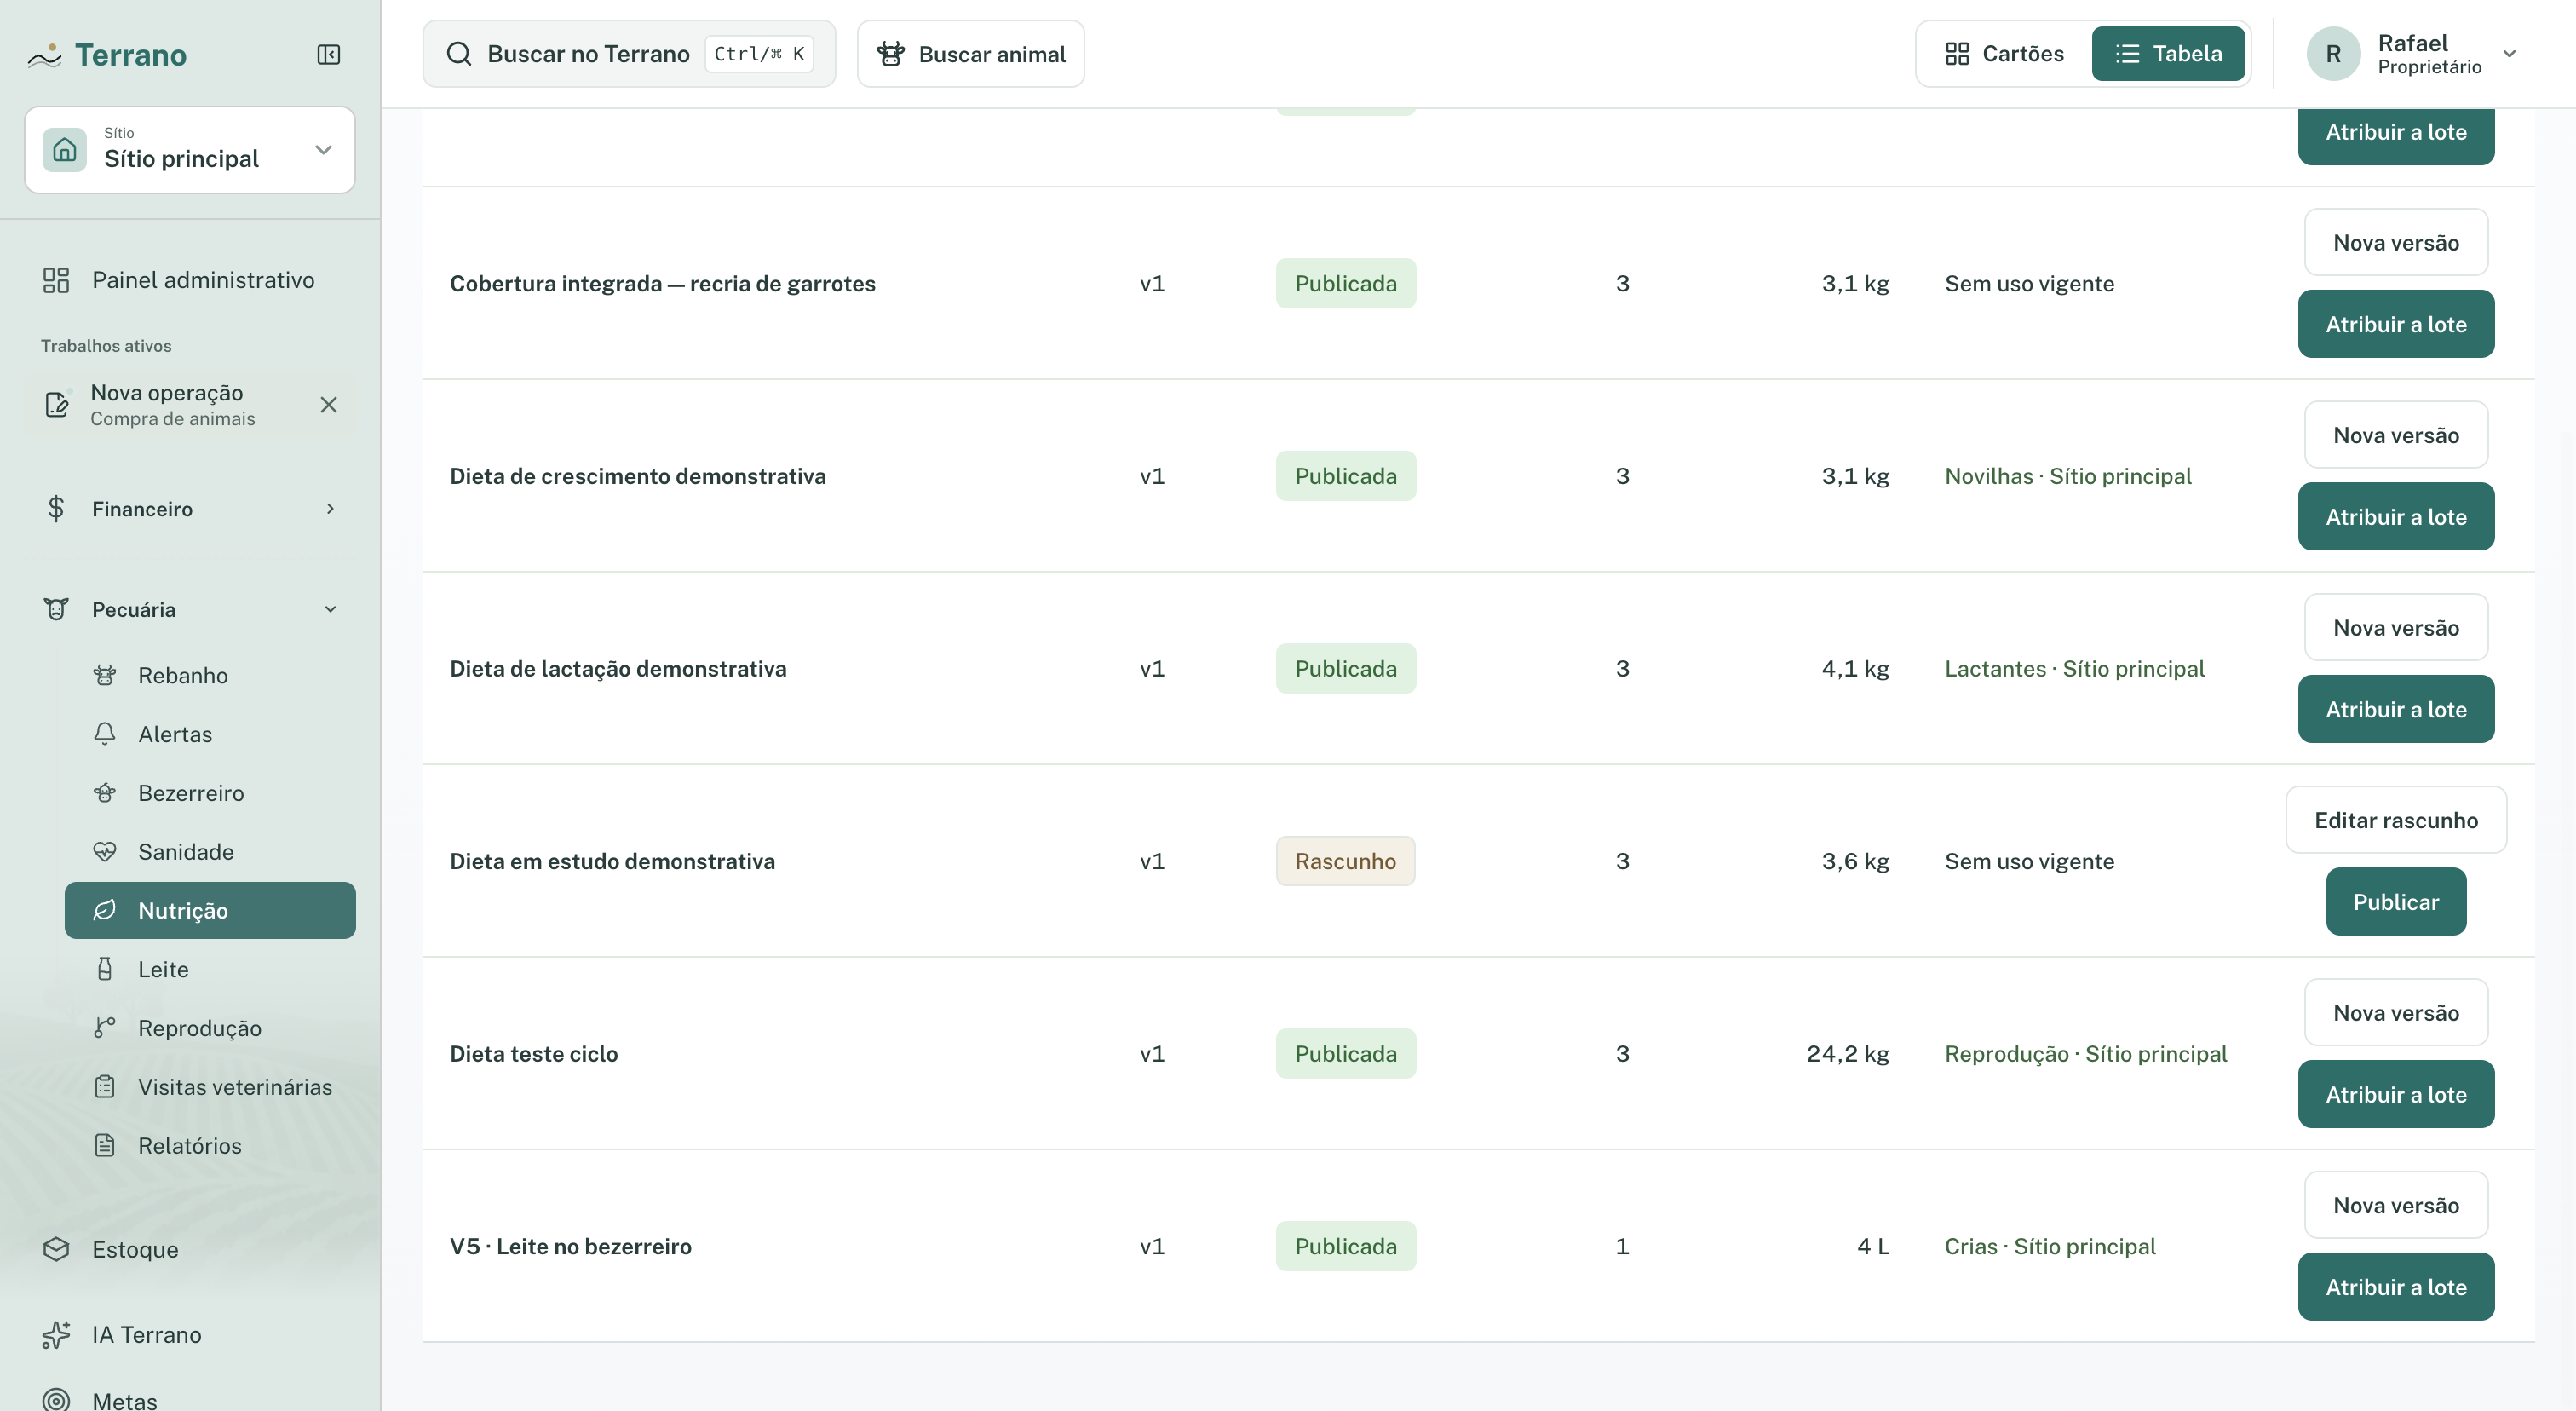 Terrano
Sítio
Sítio principal
Painel administrativo
Trabalhos ativos
Nova operação
Compra de animais
Financeiro
Pecuária
Rebanho
Alertas
Bezerreiro
Sanidade
Nutrição
Leite
Reprodução
Visitas veterinárias
Relatórios
Estoque
IA Terrano
Metas
Buscar no Terrano Ctrl/⌘ K
Buscar animal
Cartões
Tabela
R
Rafael
Proprietário
Atribuir a lote
Cobertura integrada — recria de garrotes v1 Publicada 3 3,1 kg Sem uso vigente
Nova versão
Atribuir a lote
Dieta de crescimento demonstrativa v1 Publicada 3 3,1 kg Novilhas · Sítio principal
Nova versão
Atribuir a lote
Dieta de lactação demonstrativa v1 Publicada 3 4,1 kg Lactantes · Sítio principal
Nova versão
Atribuir a lote
Dieta em estudo demonstrativa v1 Rascunho 3 3,6 kg Sem uso vigente
Editar rascunho
Publicar
Dieta teste ciclo v1 Publicada 3 24,2 kg Reprodução · Sítio principal
Nova versão
Atribuir a lote
V5 · Leite no bezerreiro v1 Publicada 1 4 L Crias · Sítio principal
Nova versão
Atribuir a lote